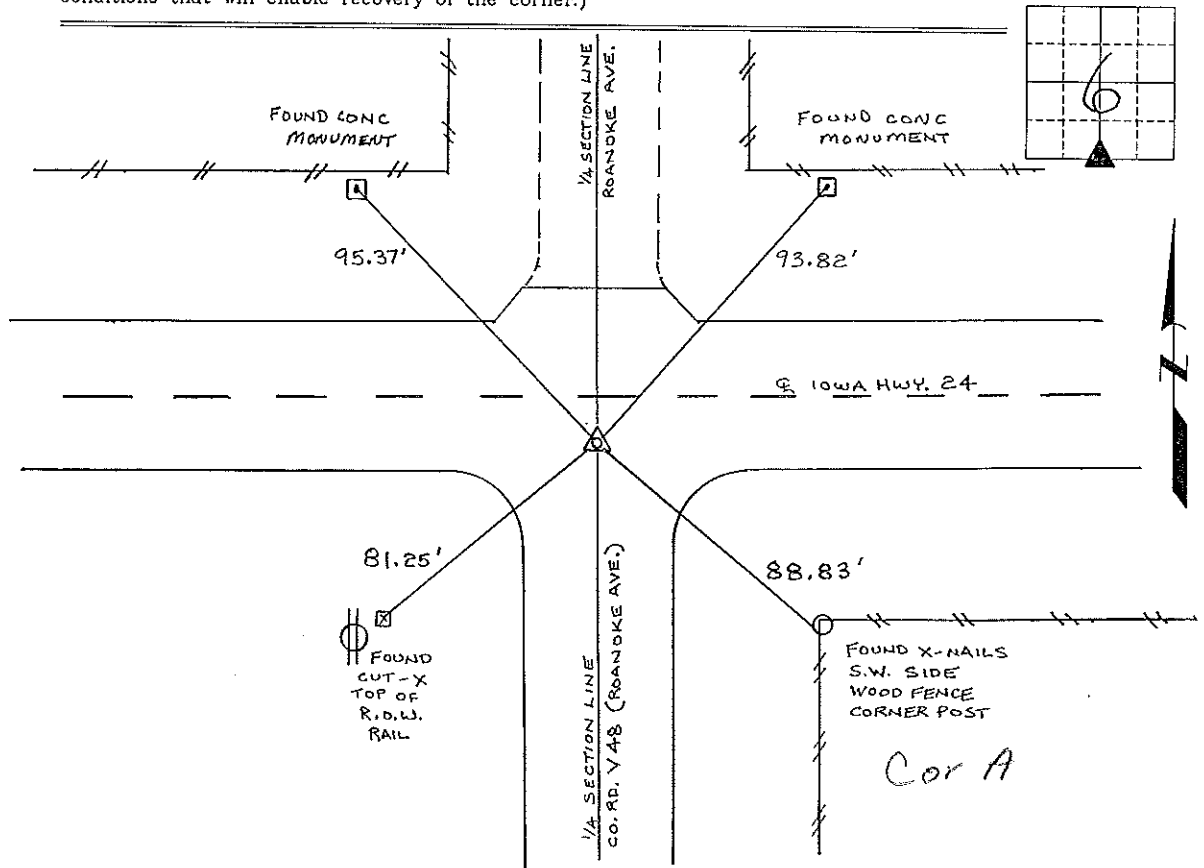 conditions that will enable recovery of the corner.)
6
FOUND CONC
MONUMENT
1/4 SECTION LINE
ROANOKE AVE.
FOUND CONC
MONUMENT
95.37'
93.82'
N
℄ IOWA HWY. 24
81.25'
88.83'
FOUND
CUT-X
TOP OF
R.O.W.
RAIL
1/4 SECTION LINE
CO. RD. V48 (ROANOKE AVE.)
FOUND X-NAILS
S.W. SIDE
WOOD FENCE
CORNER POST
Cor A